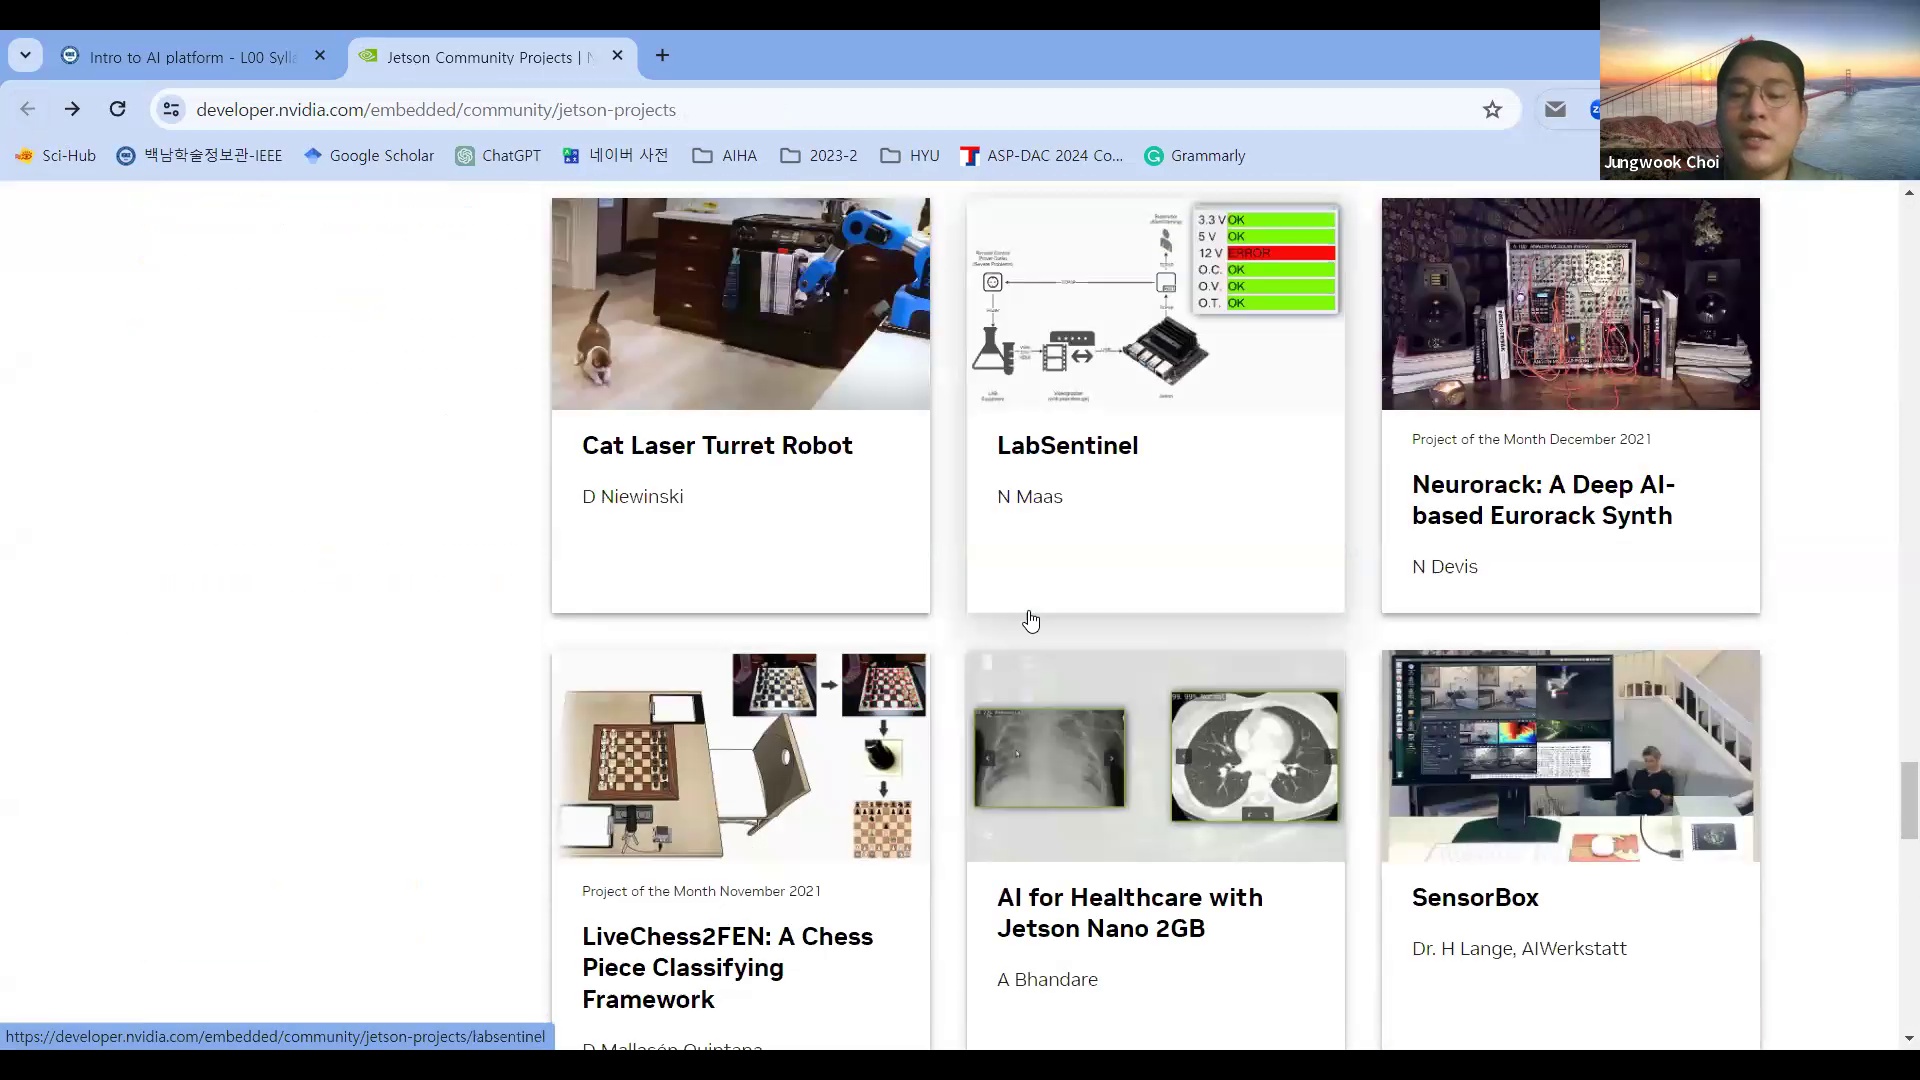 Intro to AI platform - L00 Sylla
Jetson Community Projects | N
developer.nvidia.com/embedded/community/jetson-projects
Sci-Hub
백남학술정보관-IEEE
Google Scholar
ChatGPT
네이버 사전
AIHA
2023-2
HYU
ASP-DAC 2024 Co...
Grammarly
Jungwook Choi
3.3 V OK
5 V OK
12 V ERROR
O.C. OK
O.V. OK
O.T. OK
Cat Laser Turret Robot
D Niewinski
LabSentinel
N Maas
Project of the Month December 2021
Neurorack: A Deep AI-
based Eurorack Synth
N Devis
Project of the Month November 2021
LiveChess2FEN: A Chess
Piece Classifying
Framework
D Mallasén Quintana
AI for Healthcare with
Jetson Nano 2GB
A Bhandare
SensorBox
Dr. H Lange, AIWerkstatt
https://developer.nvidia.com/embedded/community/jetson-projects/labsentinel